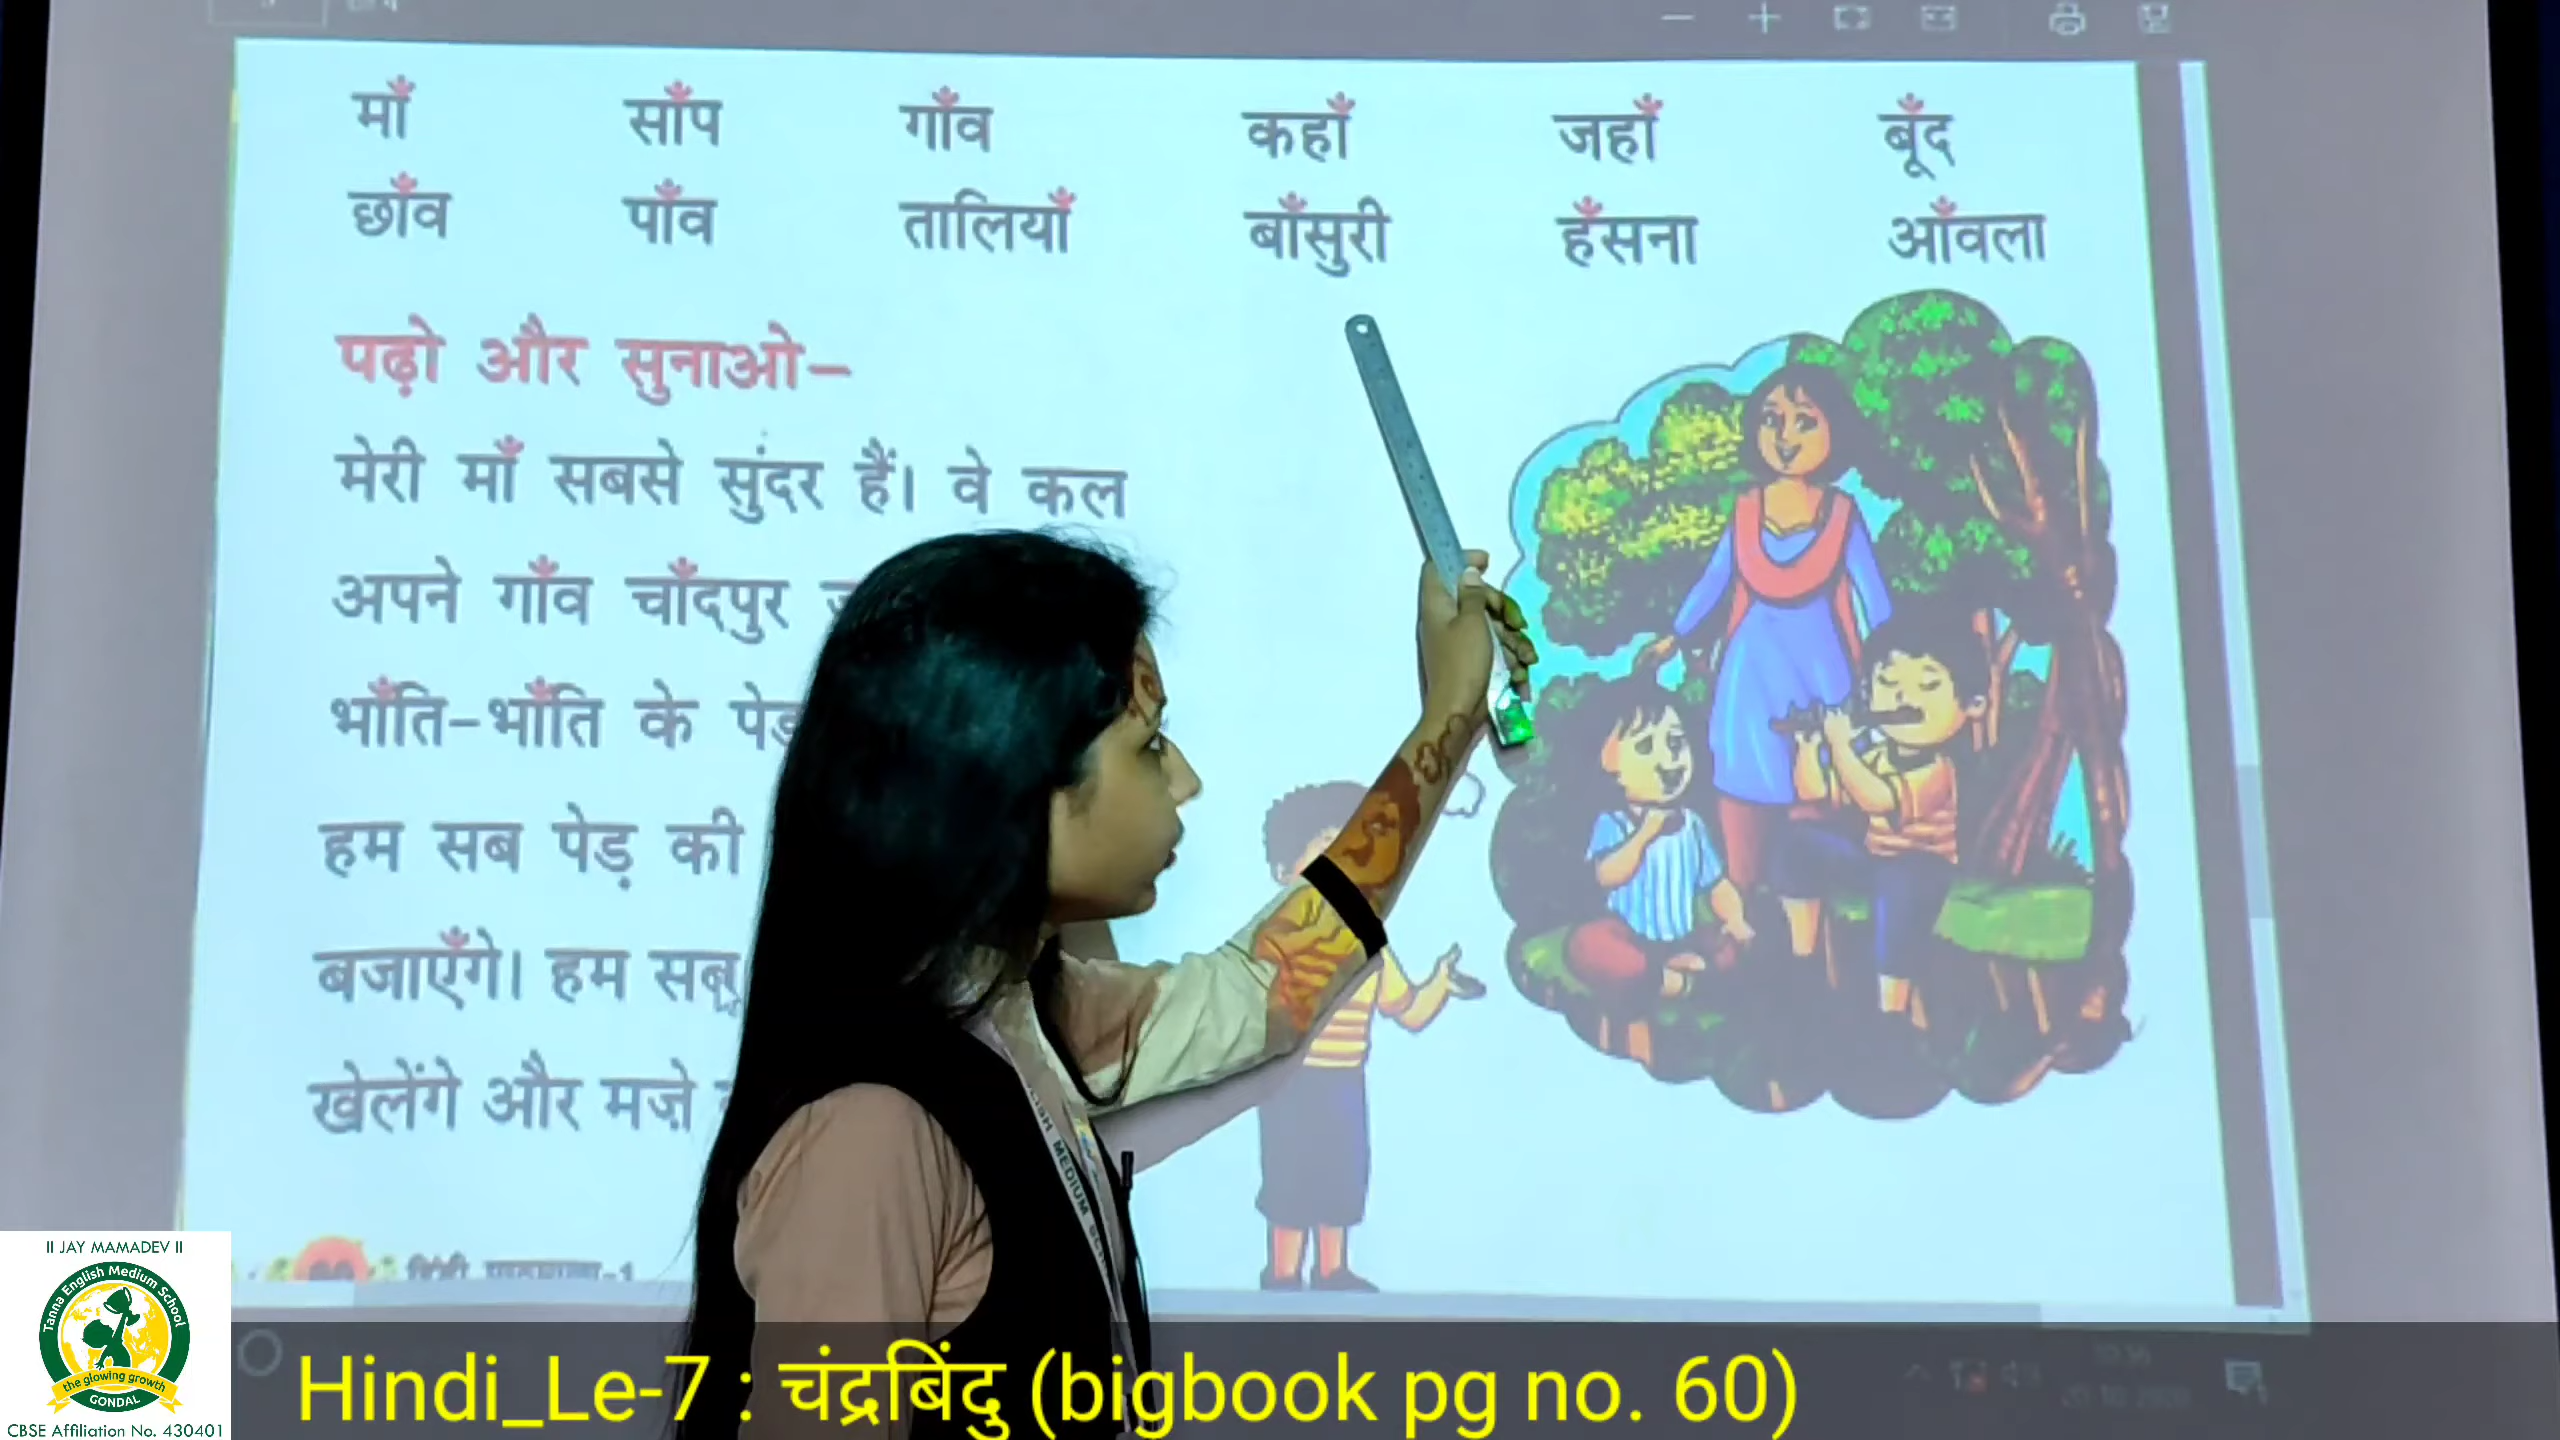 माँ साँप गाँव कहाँ जहाँ बूँद
छाँव पाँव तालियाँ बाँसुरी हँसना आँवला
पढ़ो और सुनाओ–
मेरी माँ सबसे सुंदर हैं। वे कल
अपने गाँव चाँदपुर
भाँति–भाँति के पेड़
हम सब पेड़ की
बजाएँगे। हम सब
खेलेंगे और मज़े
II JAY MAMADEV II
Tanna English Medium School
the glowing growth
GONDAL
CBSE Affiliation No. 430401
MEDIUM
Hindi_Le-7 : चंद्रबिंदु (bigbook pg no. 60)